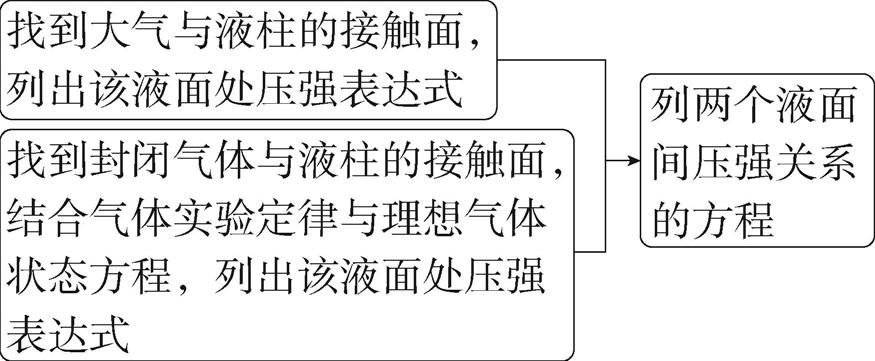 找到大气与液柱的接触面，
列出该液面处压强表达式
找到封闭气体与液柱的接触面，
结合气体实验定律与理想气体
状态方程，列出该液面处压强
表达式
列两个液面
间压强关系
的方程